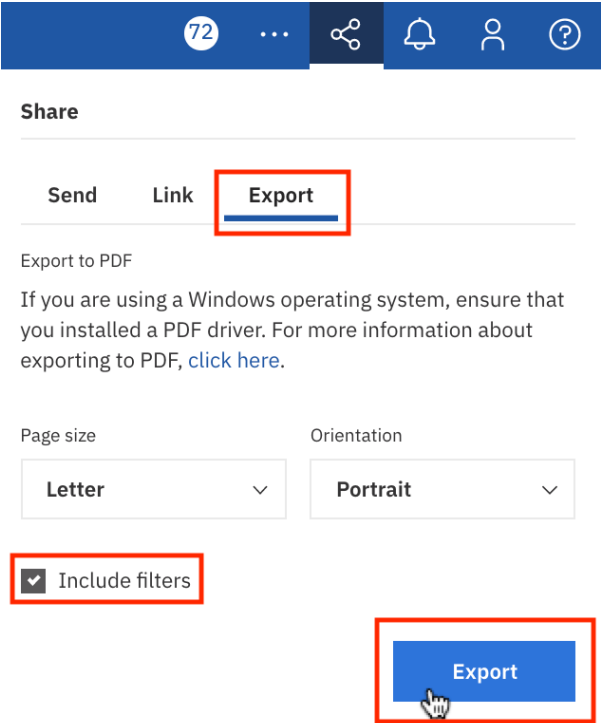 72
Share
Send Link Export
Export to PDF
If you are using a Windows operating system, ensure that
you installed a PDF driver. For more information about
exporting to PDF, click here.
Page size Orientation
Letter Portrait
Include filters
Export